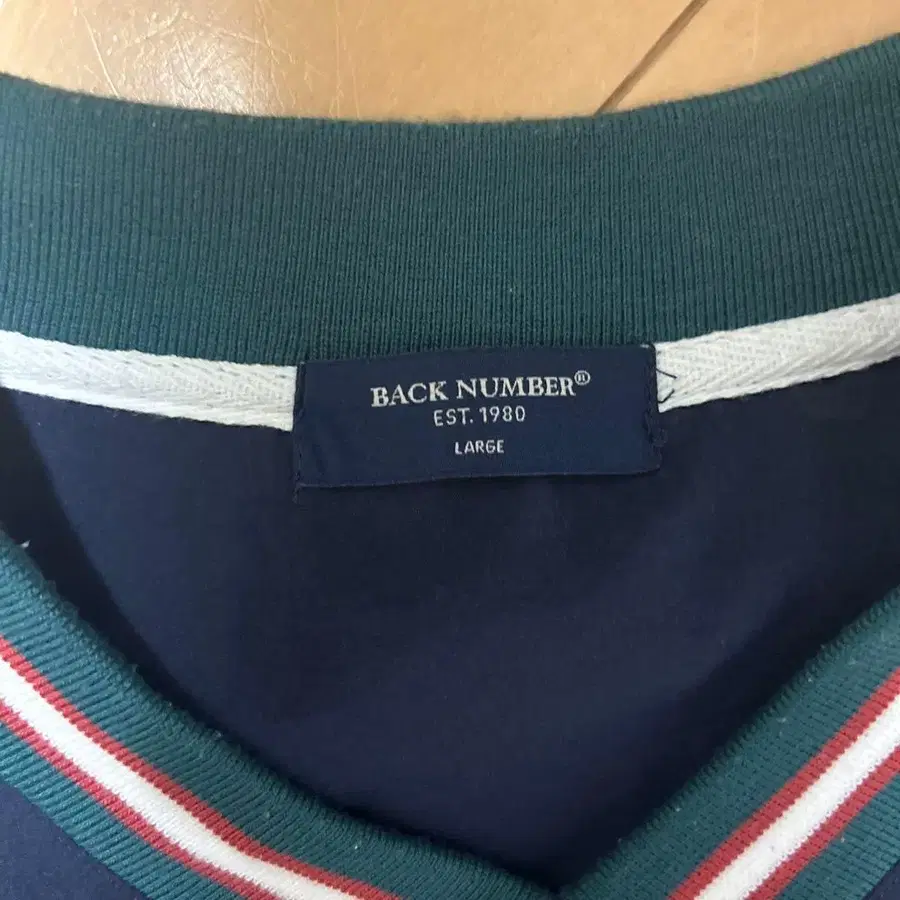 BACK NUMBER®
EST. 1980
LARGE